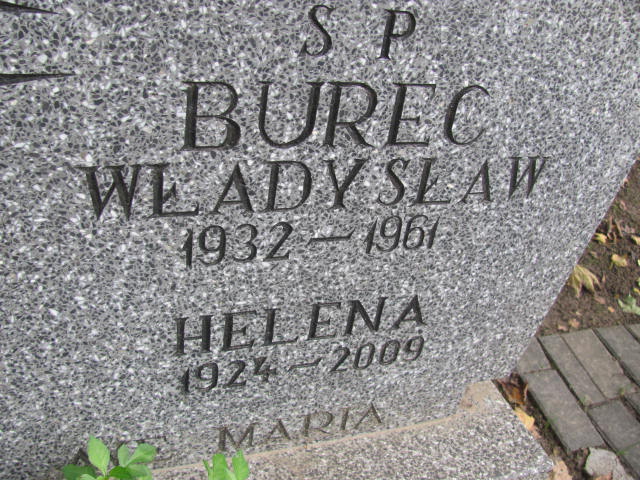 S P
BUREC
WŁADYSŁAW
1932 – 1961
HELENA
1924 – 2009
MARIA